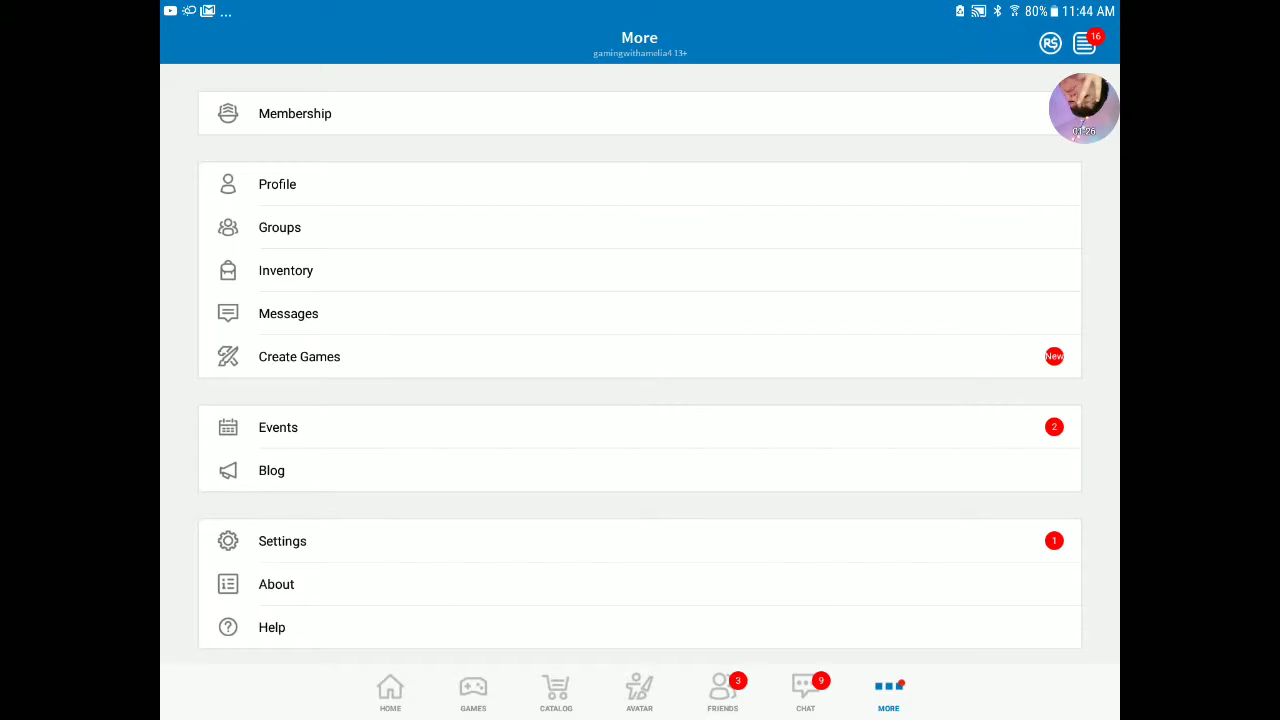 ... 80% 11:44 AM
More
gamingwithamelia4 13+
R$ 16
Membership
01:26
Profile
Groups
Inventory
Messages
Create Games New
Events 2
Blog
Settings 1
About
Help
3 9
HOME GAMES CATALOG AVATAR FRIENDS CHAT MORE